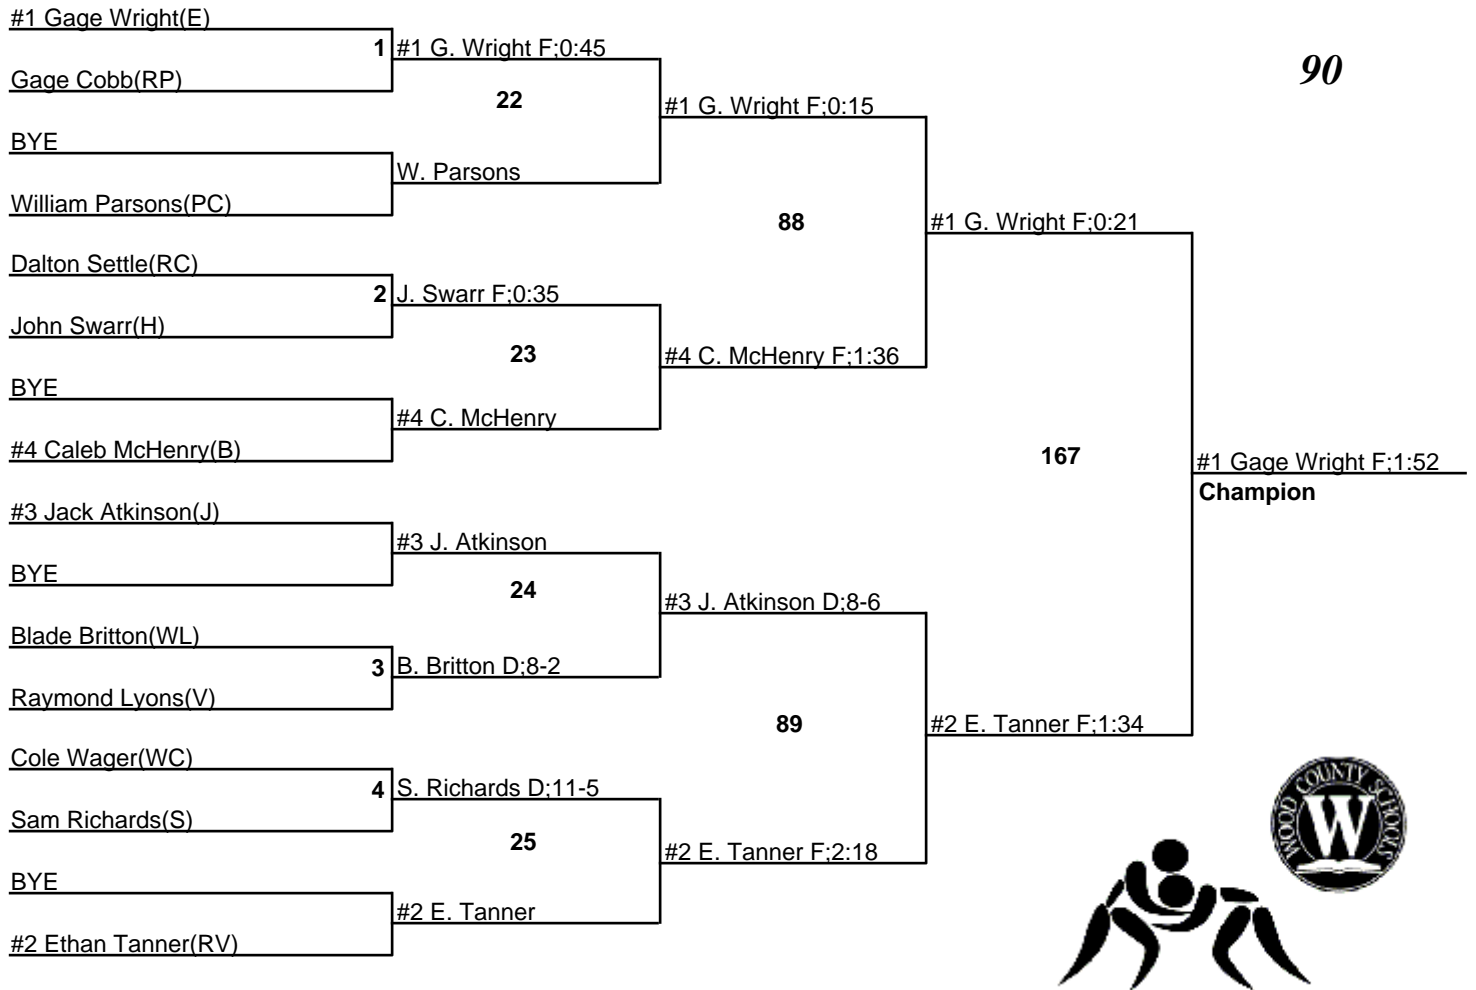 #1 Gage Wright(E)
1 #1 G. Wright F;0:45
90
Gage Cobb(RP)
22
#1 G. Wright F;0:15
BYE
W. Parsons
William Parsons(PC)
88
#1 G. Wright F;0:21
Dalton Settle(RC)
2 J. Swarr F;0:35
John Swarr(H)
23
#4 C. McHenry F;1:36
BYE
#4 C. McHenry
#4 Caleb McHenry(B)
167
#1 Gage Wright F;1:52
Champion
#3 Jack Atkinson(J)
#3 J. Atkinson
BYE
24
#3 J. Atkinson D;8-6
Blade Britton(WL)
3 B. Britton D;8-2
Raymond Lyons(V)
89
#2 E. Tanner F;1:34
Cole Wager(WC)
4 S. Richards D;11-5
Sam Richards(S)
25
#2 E. Tanner F;2:18
BYE
#2 E. Tanner
#2 Ethan Tanner(RV)
WOOD COUNTY SCHOOLS
W